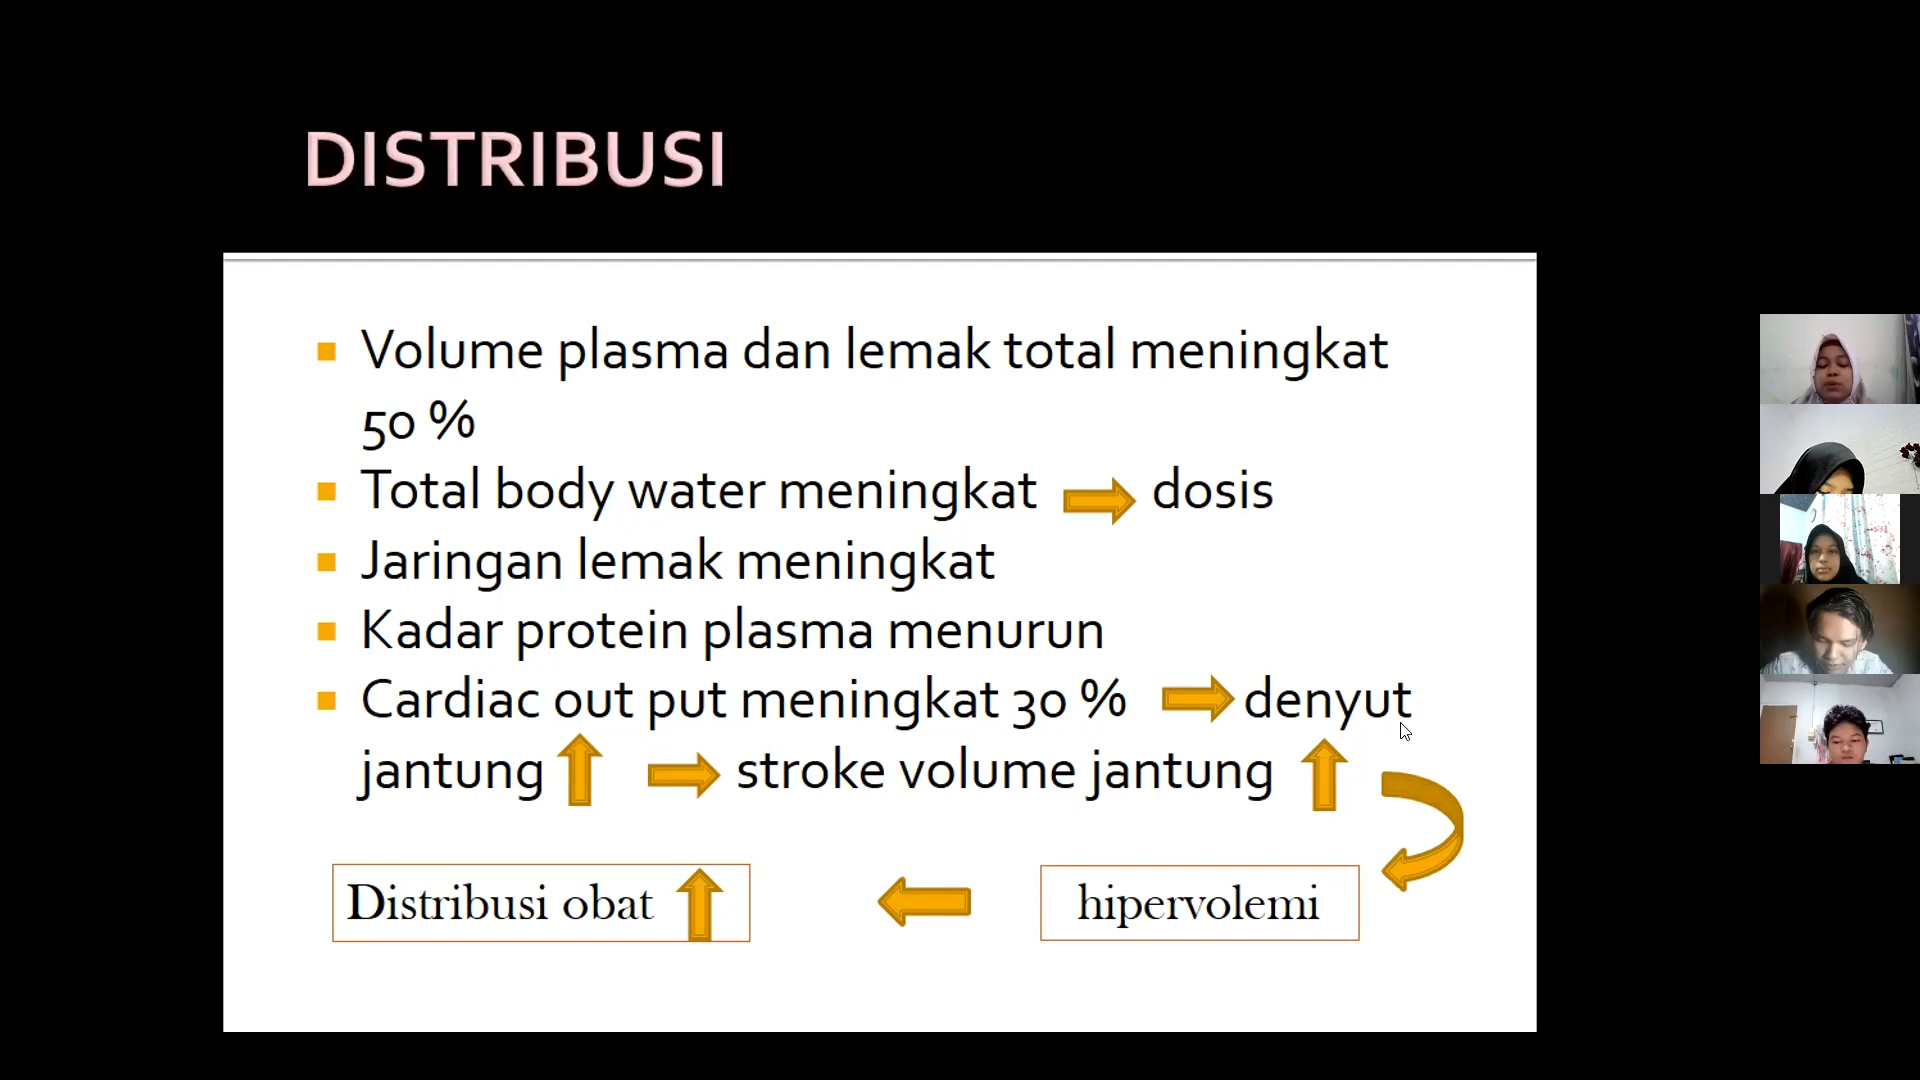 DISTRIBUSI
Volume plasma dan lemak total meningkat
50 %
Total body water meningkat dosis
Jaringan lemak meningkat
Kadar protein plasma menurun
Cardiac out put meningkat 30 % denyut
jantung stroke volume jantung
Distribusi obat hipervolemi